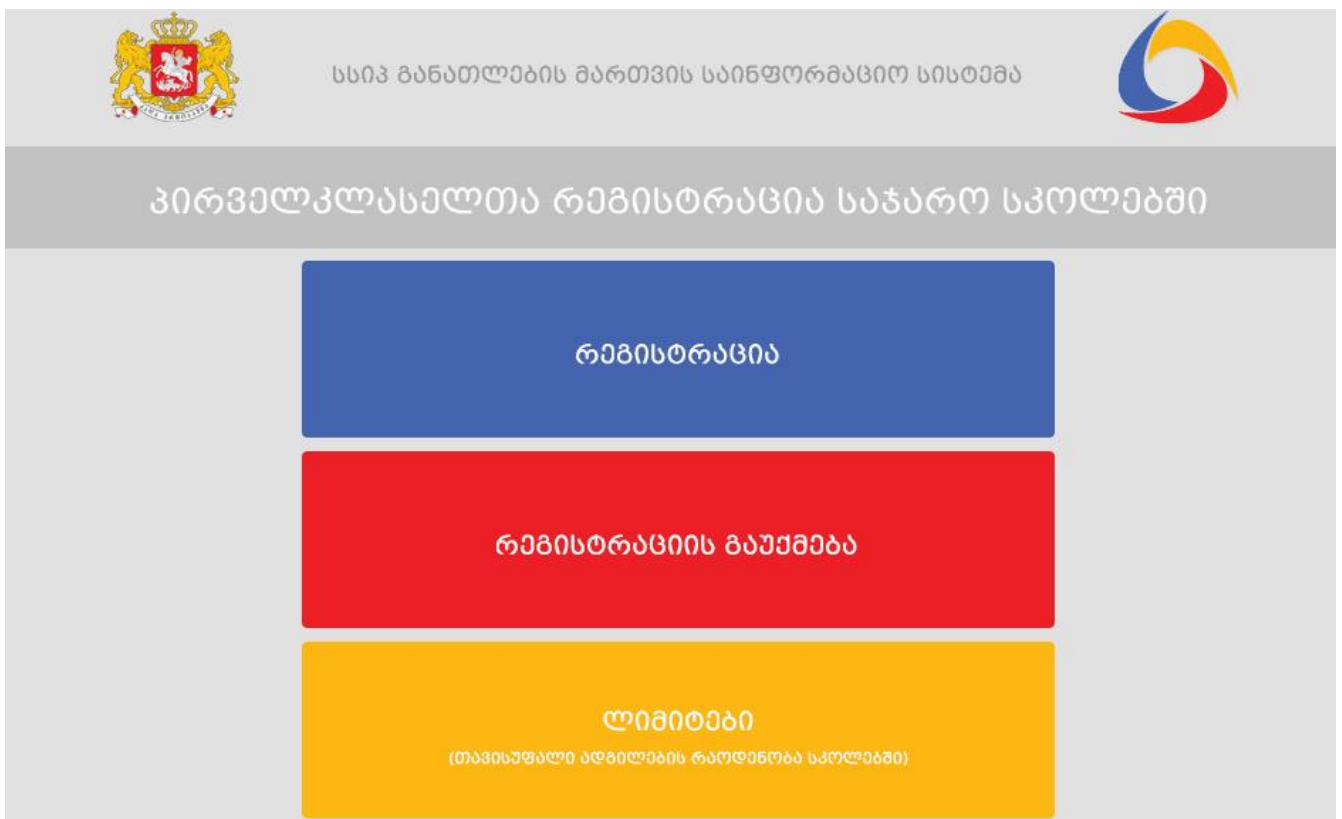 სსიპ განათლების მართვის საინფორმაციო სისტემა
პირველკლასელთა რეგისტრაცია საჯარო სკოლებში
რეგისტრაცია
რეგისტრაციის გაუქმება
ლიმიტები
(თავისუფალი ადგილების რაოდენობა სკოლებში)